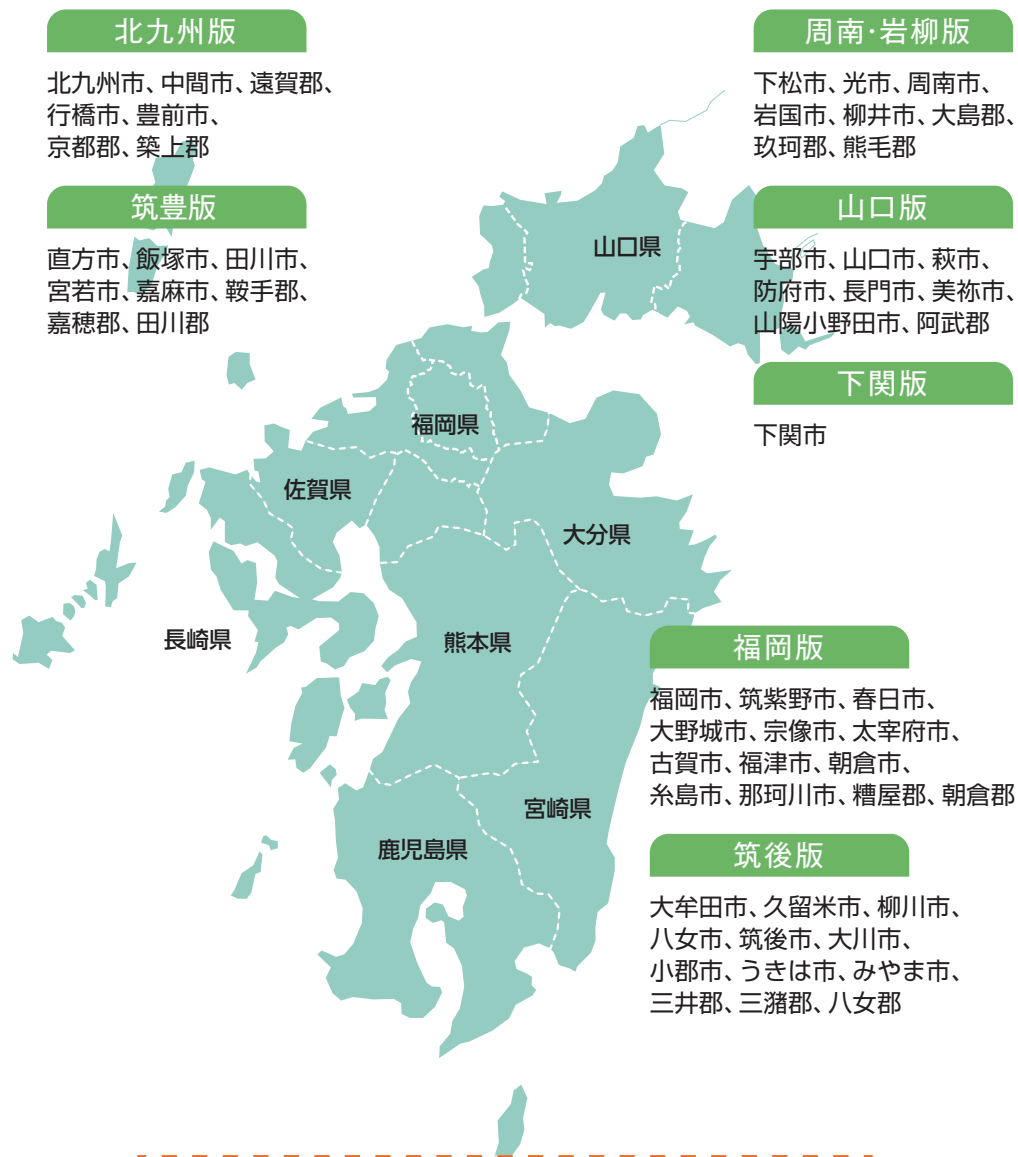 北九州版
北九州市、中間市、遠賀郡、
行橋市、豊前市、
京都郡、築上郡
筑豊版
直方市、飯塚市、田川市、
宮若市、嘉麻市、鞍手郡、
嘉穂郡、田川郡
周南・岩柳版
下松市、光市、周南市、
岩国市、柳井市、大島郡、
玖珂郡、熊毛郡
山口版
宇部市、山口市、萩市、
防府市、長門市、美祢市、
山陽小野田市、阿武郡
下関版
下関市
山口県
福岡県
佐賀県
大分県
長崎県
熊本県
宮崎県
鹿児島県
福岡版
福岡市、筑紫野市、春日市、
大野城市、宗像市、太宰府市、
古賀市、福津市、朝倉市、
糸島市、那珂川市、糟屋郡、朝倉郡
筑後版
大牟田市、久留米市、柳川市、
八女市、筑後市、大川市、
小郡市、うきは市、みやま市、
三井郡、三潴郡、八女郡